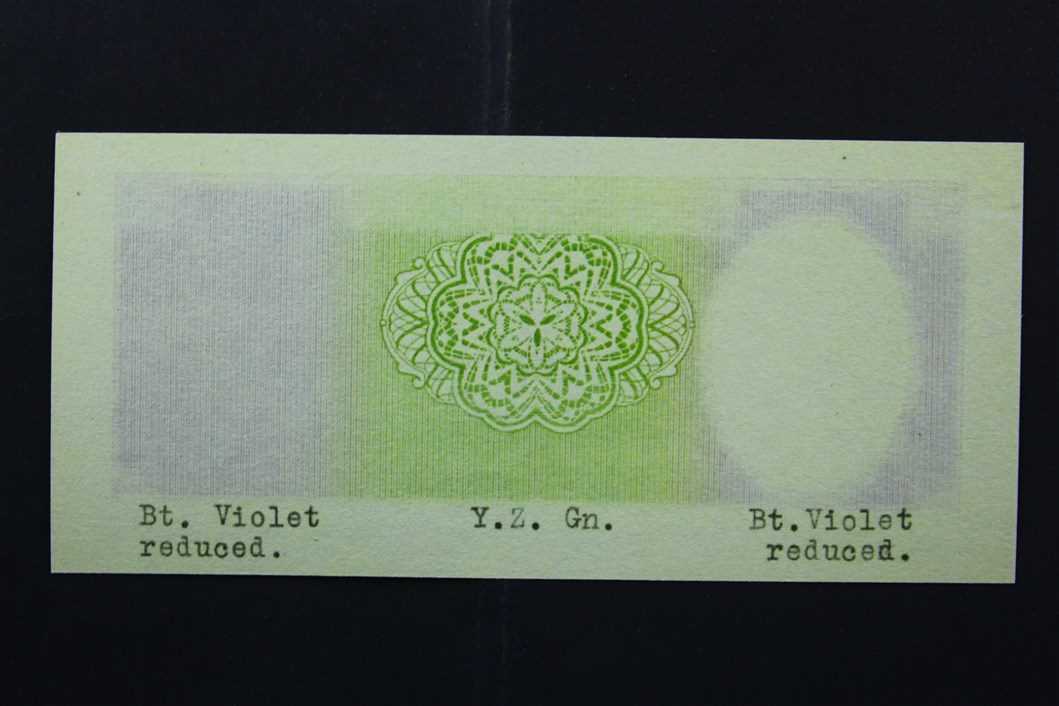 Bt. Violet reduced.
Y.Z. Gn.
Bt.Violet reduced.